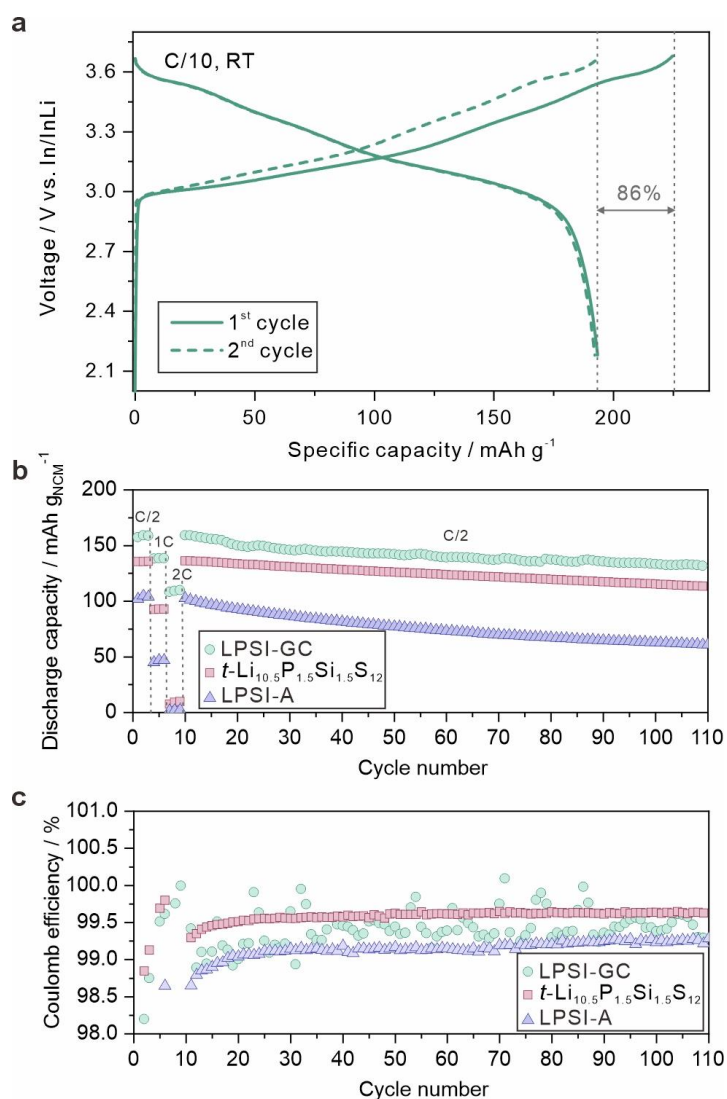 a
C/10, RT
3.6
3.3
3.0
2.7
2.4
2.1
Voltage / V vs. In/InLi
86%
1st cycle
2nd cycle
0 50 100 150 200
Specific capacity / mAh g-1
b
200
150
100
50
0
Discharge capacity / mAh gNCM-1
C/2
1C
2C
C/2
LPSI-GC
t-Li10.5P1.5Si1.5S12
LPSI-A
0 10 20 30 40 50 60 70 80 90 100 110
Cycle number
c
101.0
100.5
100.0
99.5
99.0
98.5
98.0
Coulomb efficiency / %
LPSI-GC
t-Li10.5P1.5Si1.5S12
LPSI-A
0 10 20 30 40 50 60 70 80 90 100 110
Cycle number